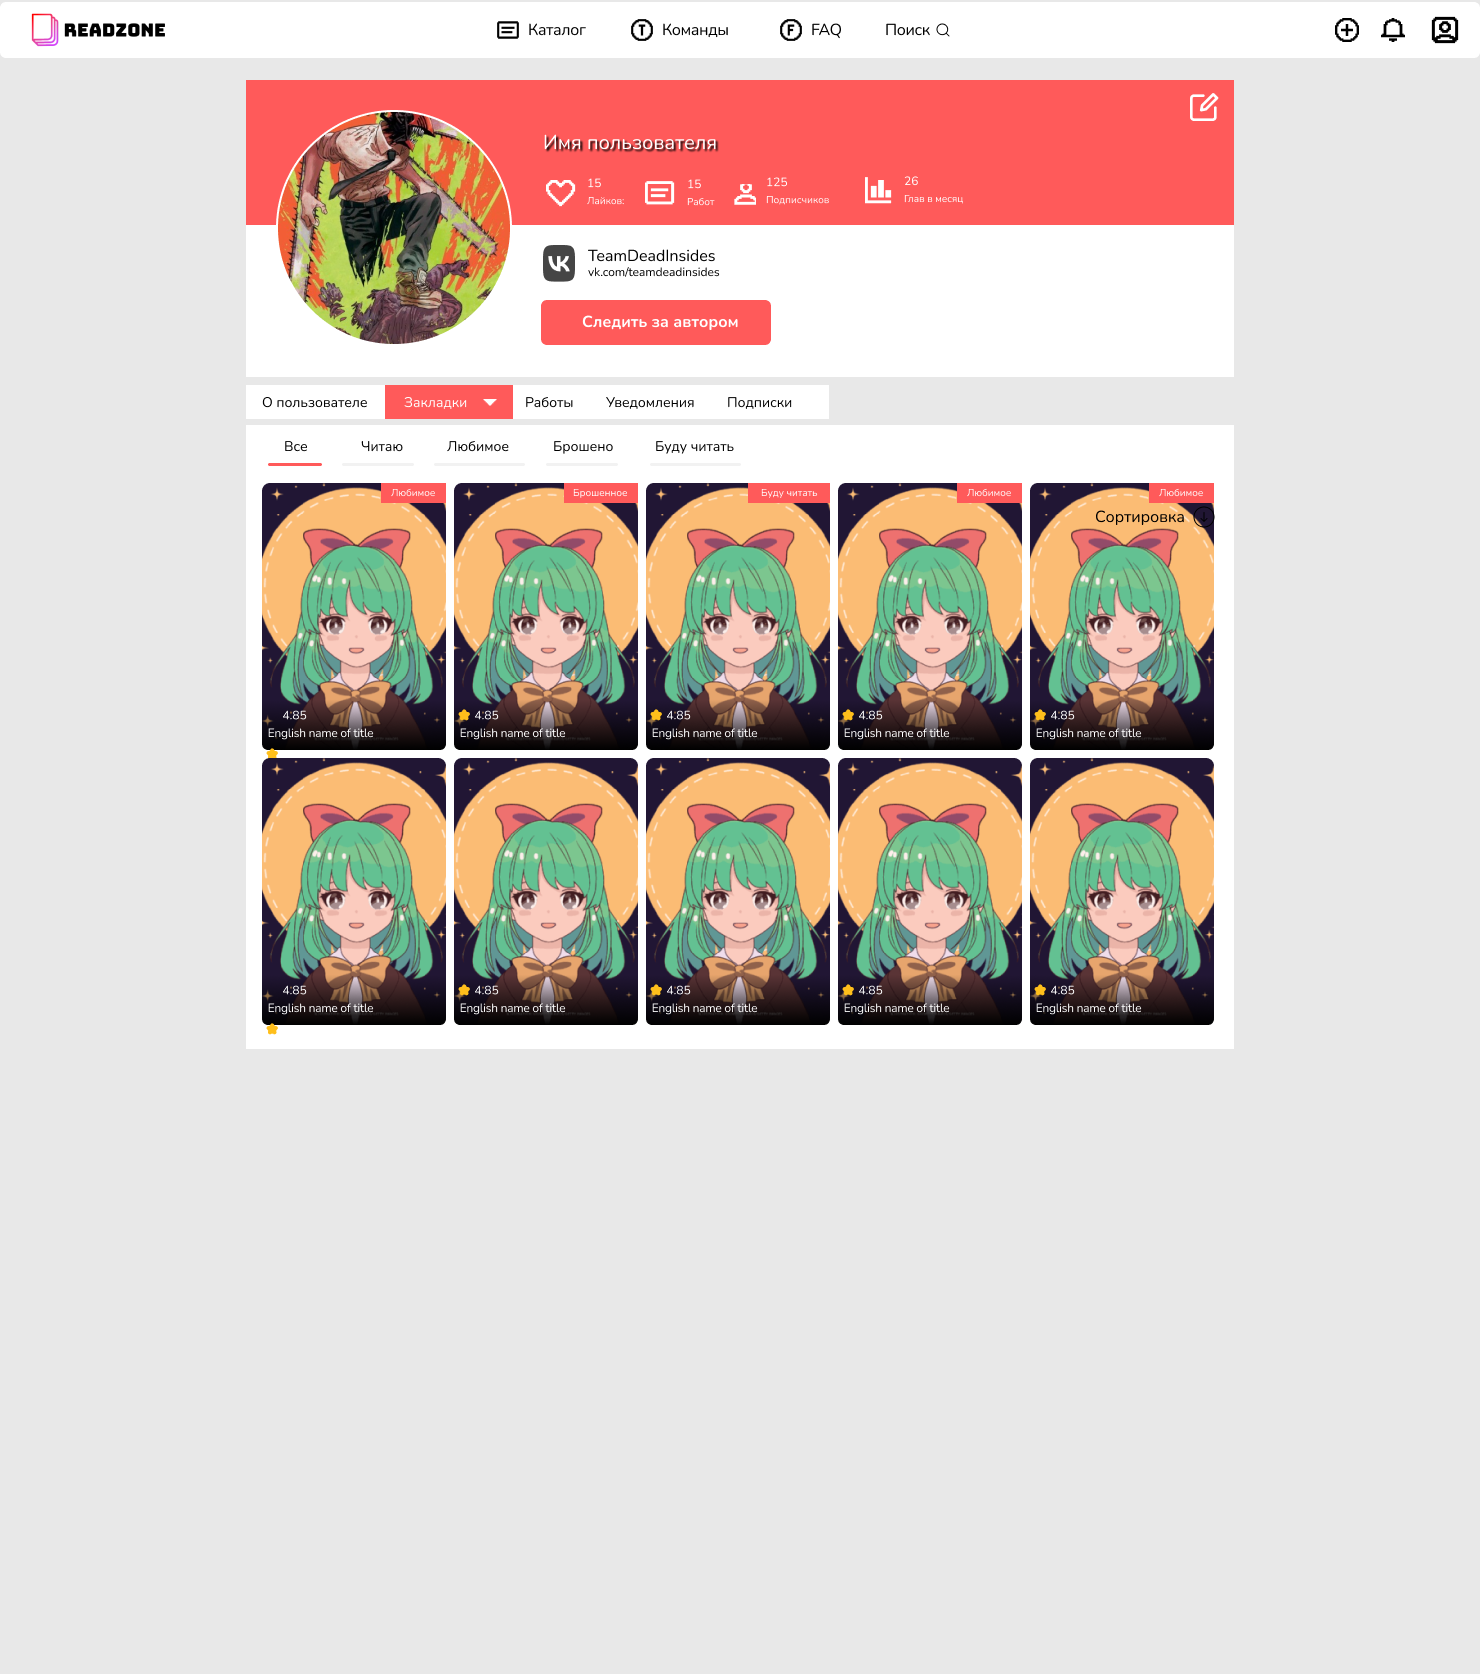 READZONE
Каталог
Команды
FAQ
Поиск
Имя пользователя
15
Лайков:
15
Работ
125
Подписчиков
26
Глав в месяц
TeamDeadInsides
vk.com/teamdeadinsides
Следить за автором
О пользователе
Закладки
Работы
Уведомления
Подписки
Все
Читаю
Любимое
Брошено
Буду читать
Любимое
Брошенное
Буду читать
Любимое
Любимое
Сортировка
4:85
4:85
4:85
4:85
4:85
English name of title
English name of title
English name of title
English name of title
English name of title
4:85
4:85
4:85
4:85
4:85
English name of title
English name of title
English name of title
English name of title
English name of title